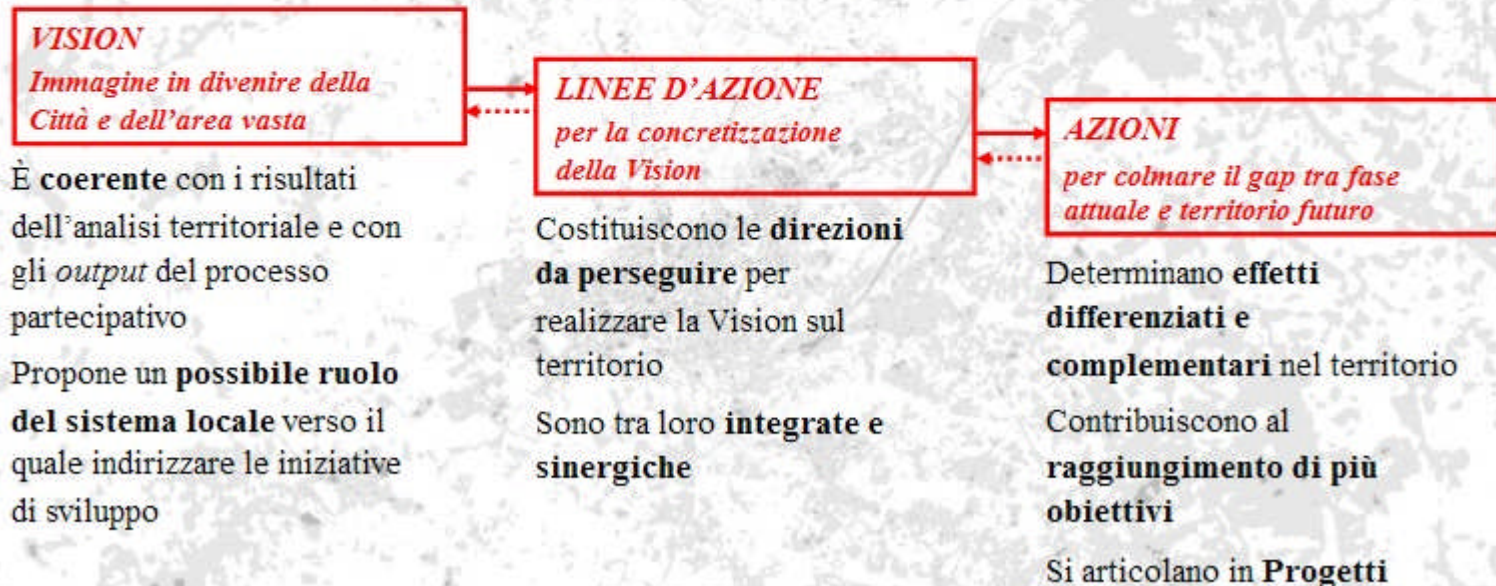 VISION
Immagine in divenire della
Città e dell'area vasta
È coerente con i risultati
dell'analisi territoriale e con
gli output del processo
partecipativo
Propone un possibile ruolo
del sistema locale verso il
quale indirizzare le iniziative
di sviluppo
LINEE D'AZIONE
per la concretizzazione
della Vision
Costituiscono le direzioni
da perseguire per
realizzare la Vision sul
territorio
Sono tra loro integrate e
sinergiche
AZIONI
per colmare il gap tra fase
attuale e territorio futuro
Determinano effetti
differenziati e
complementari nel territorio
Contribuiscono al
raggiungimento di più
obiettivi
Si articolano in Progetti